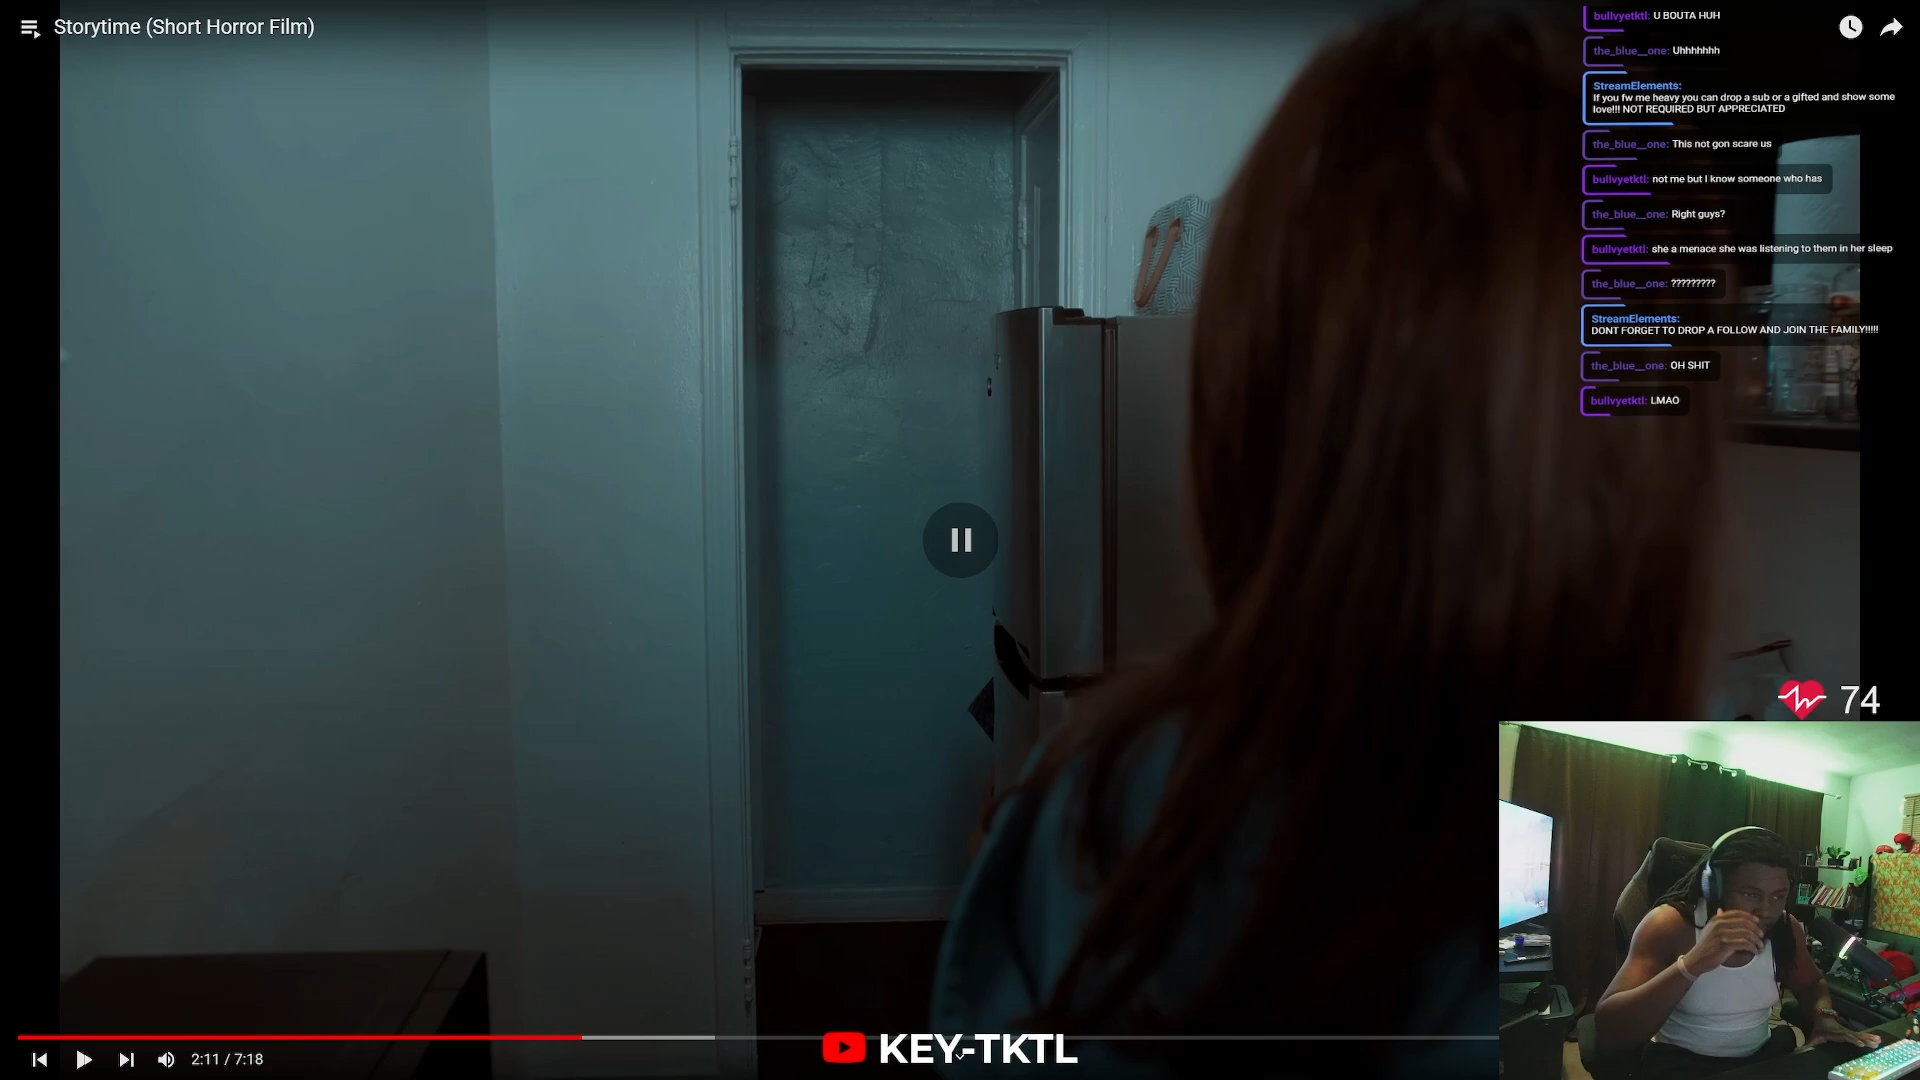 Storytime (Short Horror Film)
bullvyetktl: U BOUTA HUH
the_blue__one: Uhhhhhhh
StreamElements:
If you fw me heavy you can drop a sub or a gifted and show some
love!!! NOT REQUIRED BUT APPRECIATED
the_blue__one: This not gon scare us
bullvyetktl: not me but I know someone who has
the_blue__one: Right guys?
bullvyetktl: she a menace she was listening to them in her sleep
the_blue__one: ?????????
StreamElements:
DONT FORGET TO DROP A FOLLOW AND JOIN THE FAMILY!!!!!
the_blue__one: OH SHIT
bullvyetktl: LMAO
74
2:11 / 7:18
KEY-TKTL